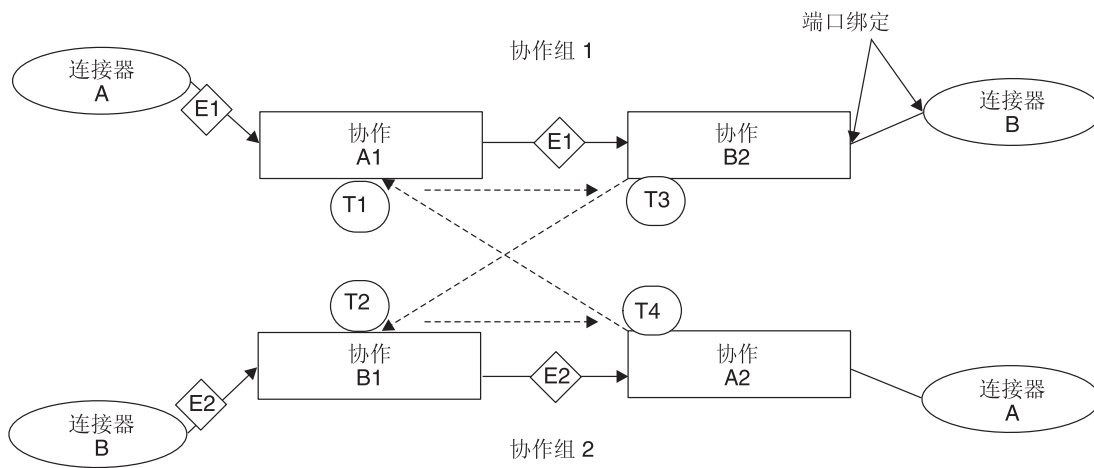 端口绑定
协作组 1
连接器
A
E1
协作
A1
E1
协作
B2
连接器
B
T1
T3
T2
T4
协作
B1
E2
协作
A2
连接器
B
E2
连接器
A
协作组 2